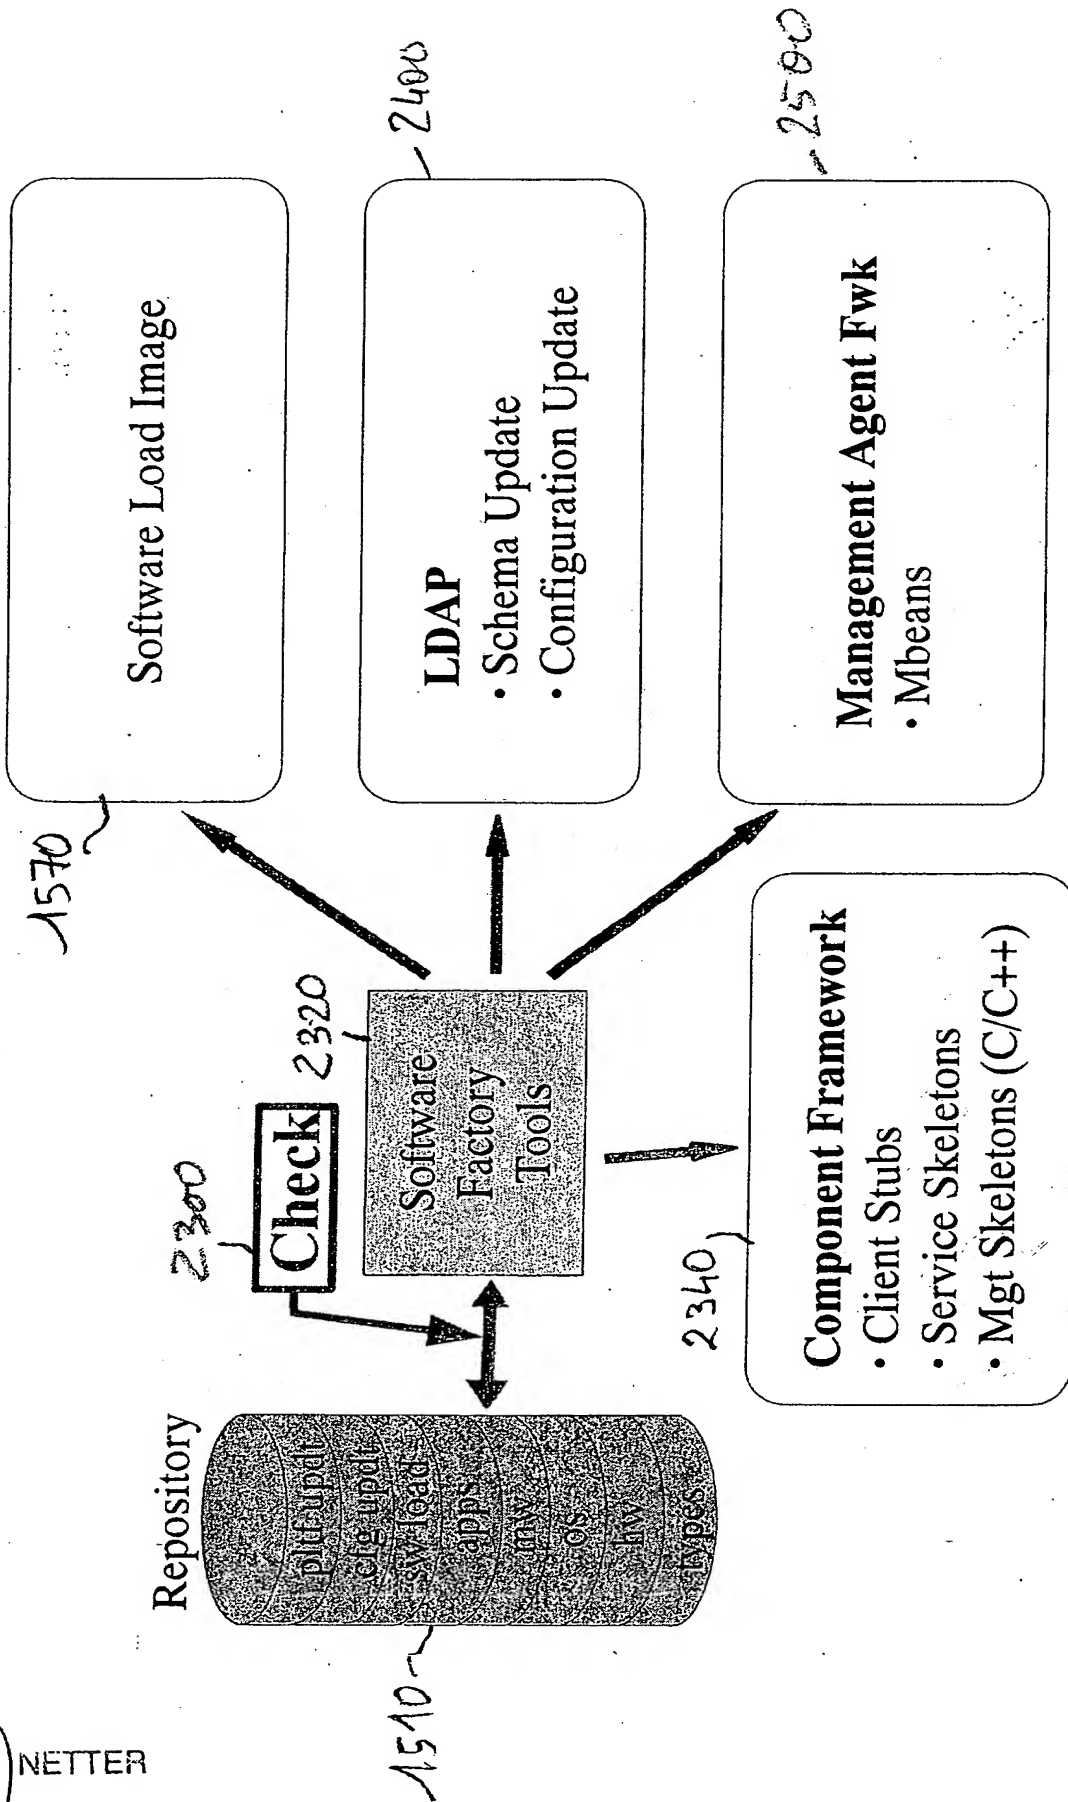 NETTER
1510
Repository
pltf updt
cfg updt
sw load
apps
mw
os
hw
types
2300
Check
2320
Software
Factory
Tools
1570
Software Load Image
2400
LDAP
• Schema Update
• Configuration Update
2500
Management Agent Fwk
• Mbeans
2340
Component Framework
• Client Stubs
• Service Skeletons
• Mgt Skeletons (C/C++)